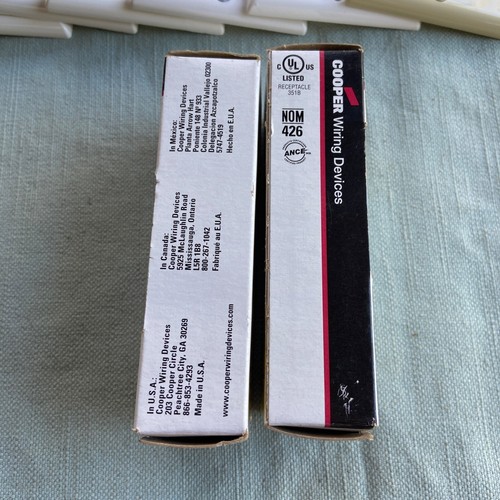 In U.S.A.:
Cooper Wiring Devices
203 Cooper Circle
Peachtree City, GA 30269
866-853-4293
Made in U.S.A.
www.cooperwiringdevices.com
In Canada:
Cooper Wiring Devices
5925 McLaughlin Road
Mississauga, Ontario
L5R 1B8
800-267-1042
Fabriqué au E.U.A.
In Mexico:
Cooper Wiring Devices
Planta Arrow Hart
Poniente 148 Nº 933
Colonia Industrial Vallejo 02300
Delegacion Azcapotzalco
5747-4519
Hecho en E.U.A.
C UL US
LISTED
RECEPTACLE
3518
NOM
426
ANCE
COOPER Wiring Devices